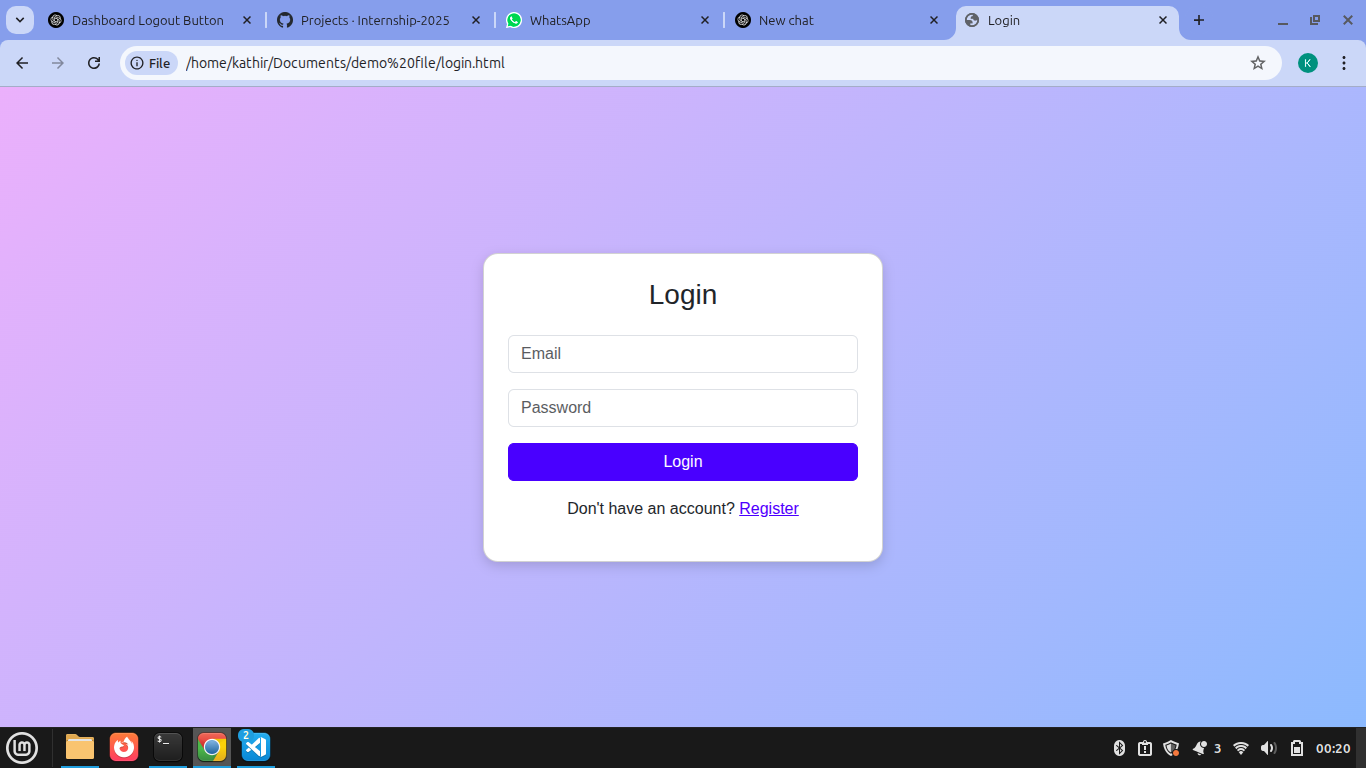 Dashboard Logout Button
Projects · Internship-2025
WhatsApp
New chat
Login
File
/home/kathir/Documents/demo%20file/login.html
K
Login
Email
Password
Login
Don't have an account? Register
$_
2
3
00:20